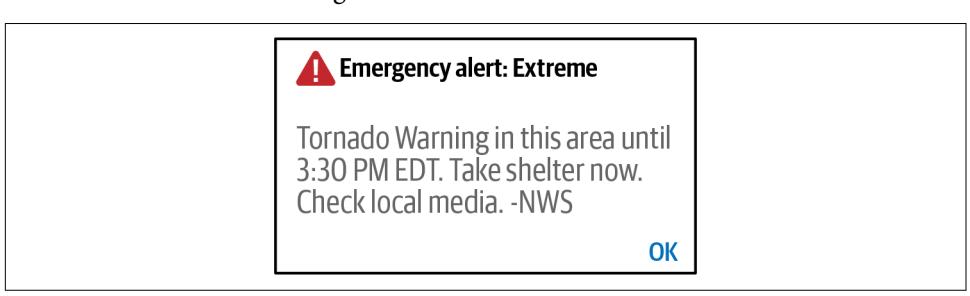 Emergency alert: Extreme
Tornado Warning in this area until
3:30 PM EDT. Take shelter now.
Check local media. -NWS
OK